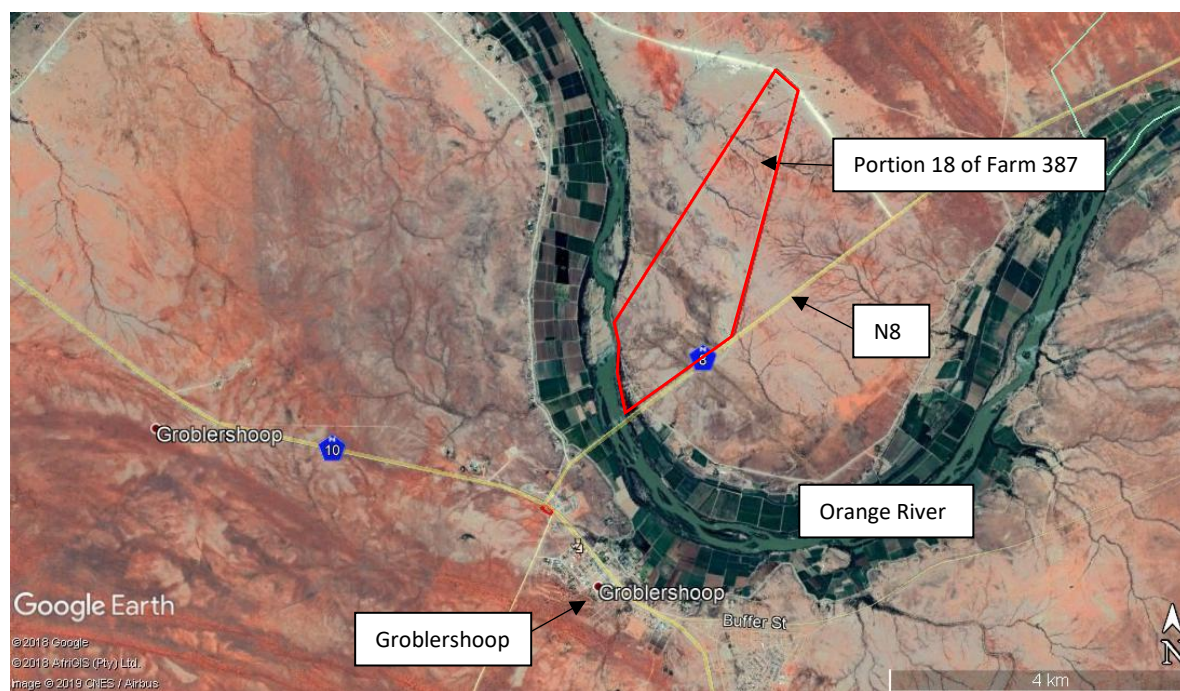 Portion 18 of Farm 387
N8
N
8
Groblershoop
N
10
Orange River
Groblershoop
Groblershoop
Buffer St
Google Earth
N
© 2018 Google
© 2018 AfriGIS (Pty) Ltd.
Image © 2019 CNES / Airbus
4 km